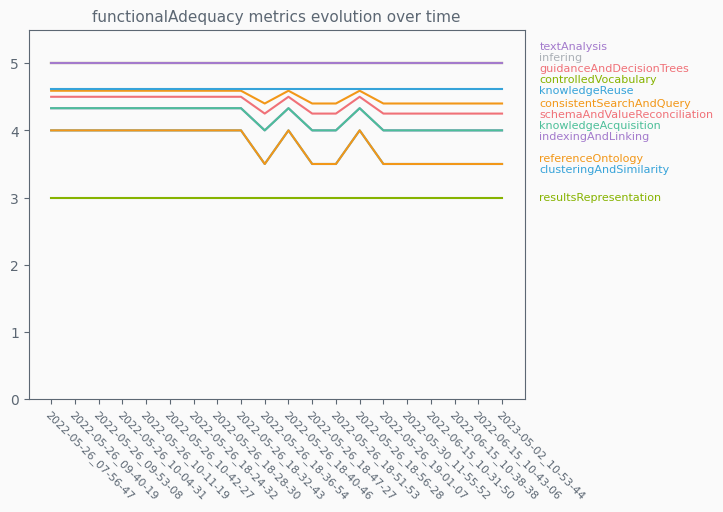 functionalAdequacy metrics evolution over time
5
4
3
2
1
0
textAnalysis
infering
guidanceAndDecisionTrees
controlledVocabulary
knowledgeReuse
consistentSearchAndQuery
schemaAndValueReconciliation
knowledgeAcquisition
indexingAndLinking
referenceOntology
clusteringAndSimilarity
resultsRepresentation
2022-05-26_07-56-47
2022-05-26_09-40-19
2022-05-26_09-53-08
2022-05-26_10-04-31
2022-05-26_10-11-19
2022-05-26_10-42-27
2022-05-26_18-24-32
2022-05-26_18-28-30
2022-05-26_18-32-43
2022-05-26_18-36-54
2022-05-26_18-40-46
2022-05-26_18-47-27
2022-05-26_18-51-53
2022-05-26_18-56-28
2022-05-26_19-01-07
2022-05-30_11-55-52
2022-06-15_10-31-50
2022-06-15_10-38-38
2022-06-15_10-43-06
2023-05-02_10-53-44